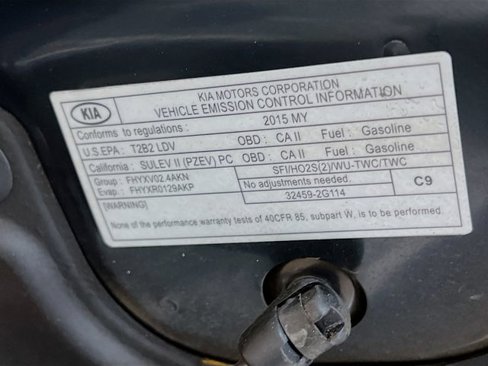 KIA
KIA MOTORS CORPORATION
VEHICLE EMISSION CONTROL INFORMATION
Conforms to regulations : 2015 MY
U.S.EPA: T2B2 LDV OBD : CA II Fuel : Gasoline
California: SULEV II (PZEV) PC OBD : CA II Fuel : Gasoline
Group: FHYXV02.4AKN SFI/HO2S(2)/WU-TWC/TWC
Evap.: FHYXR0129AKP No adjustments needed. C9
32459-2G114
[WARNING]
None of the performance warranty tests of 40CFR 85, subpart W, is to be performed.